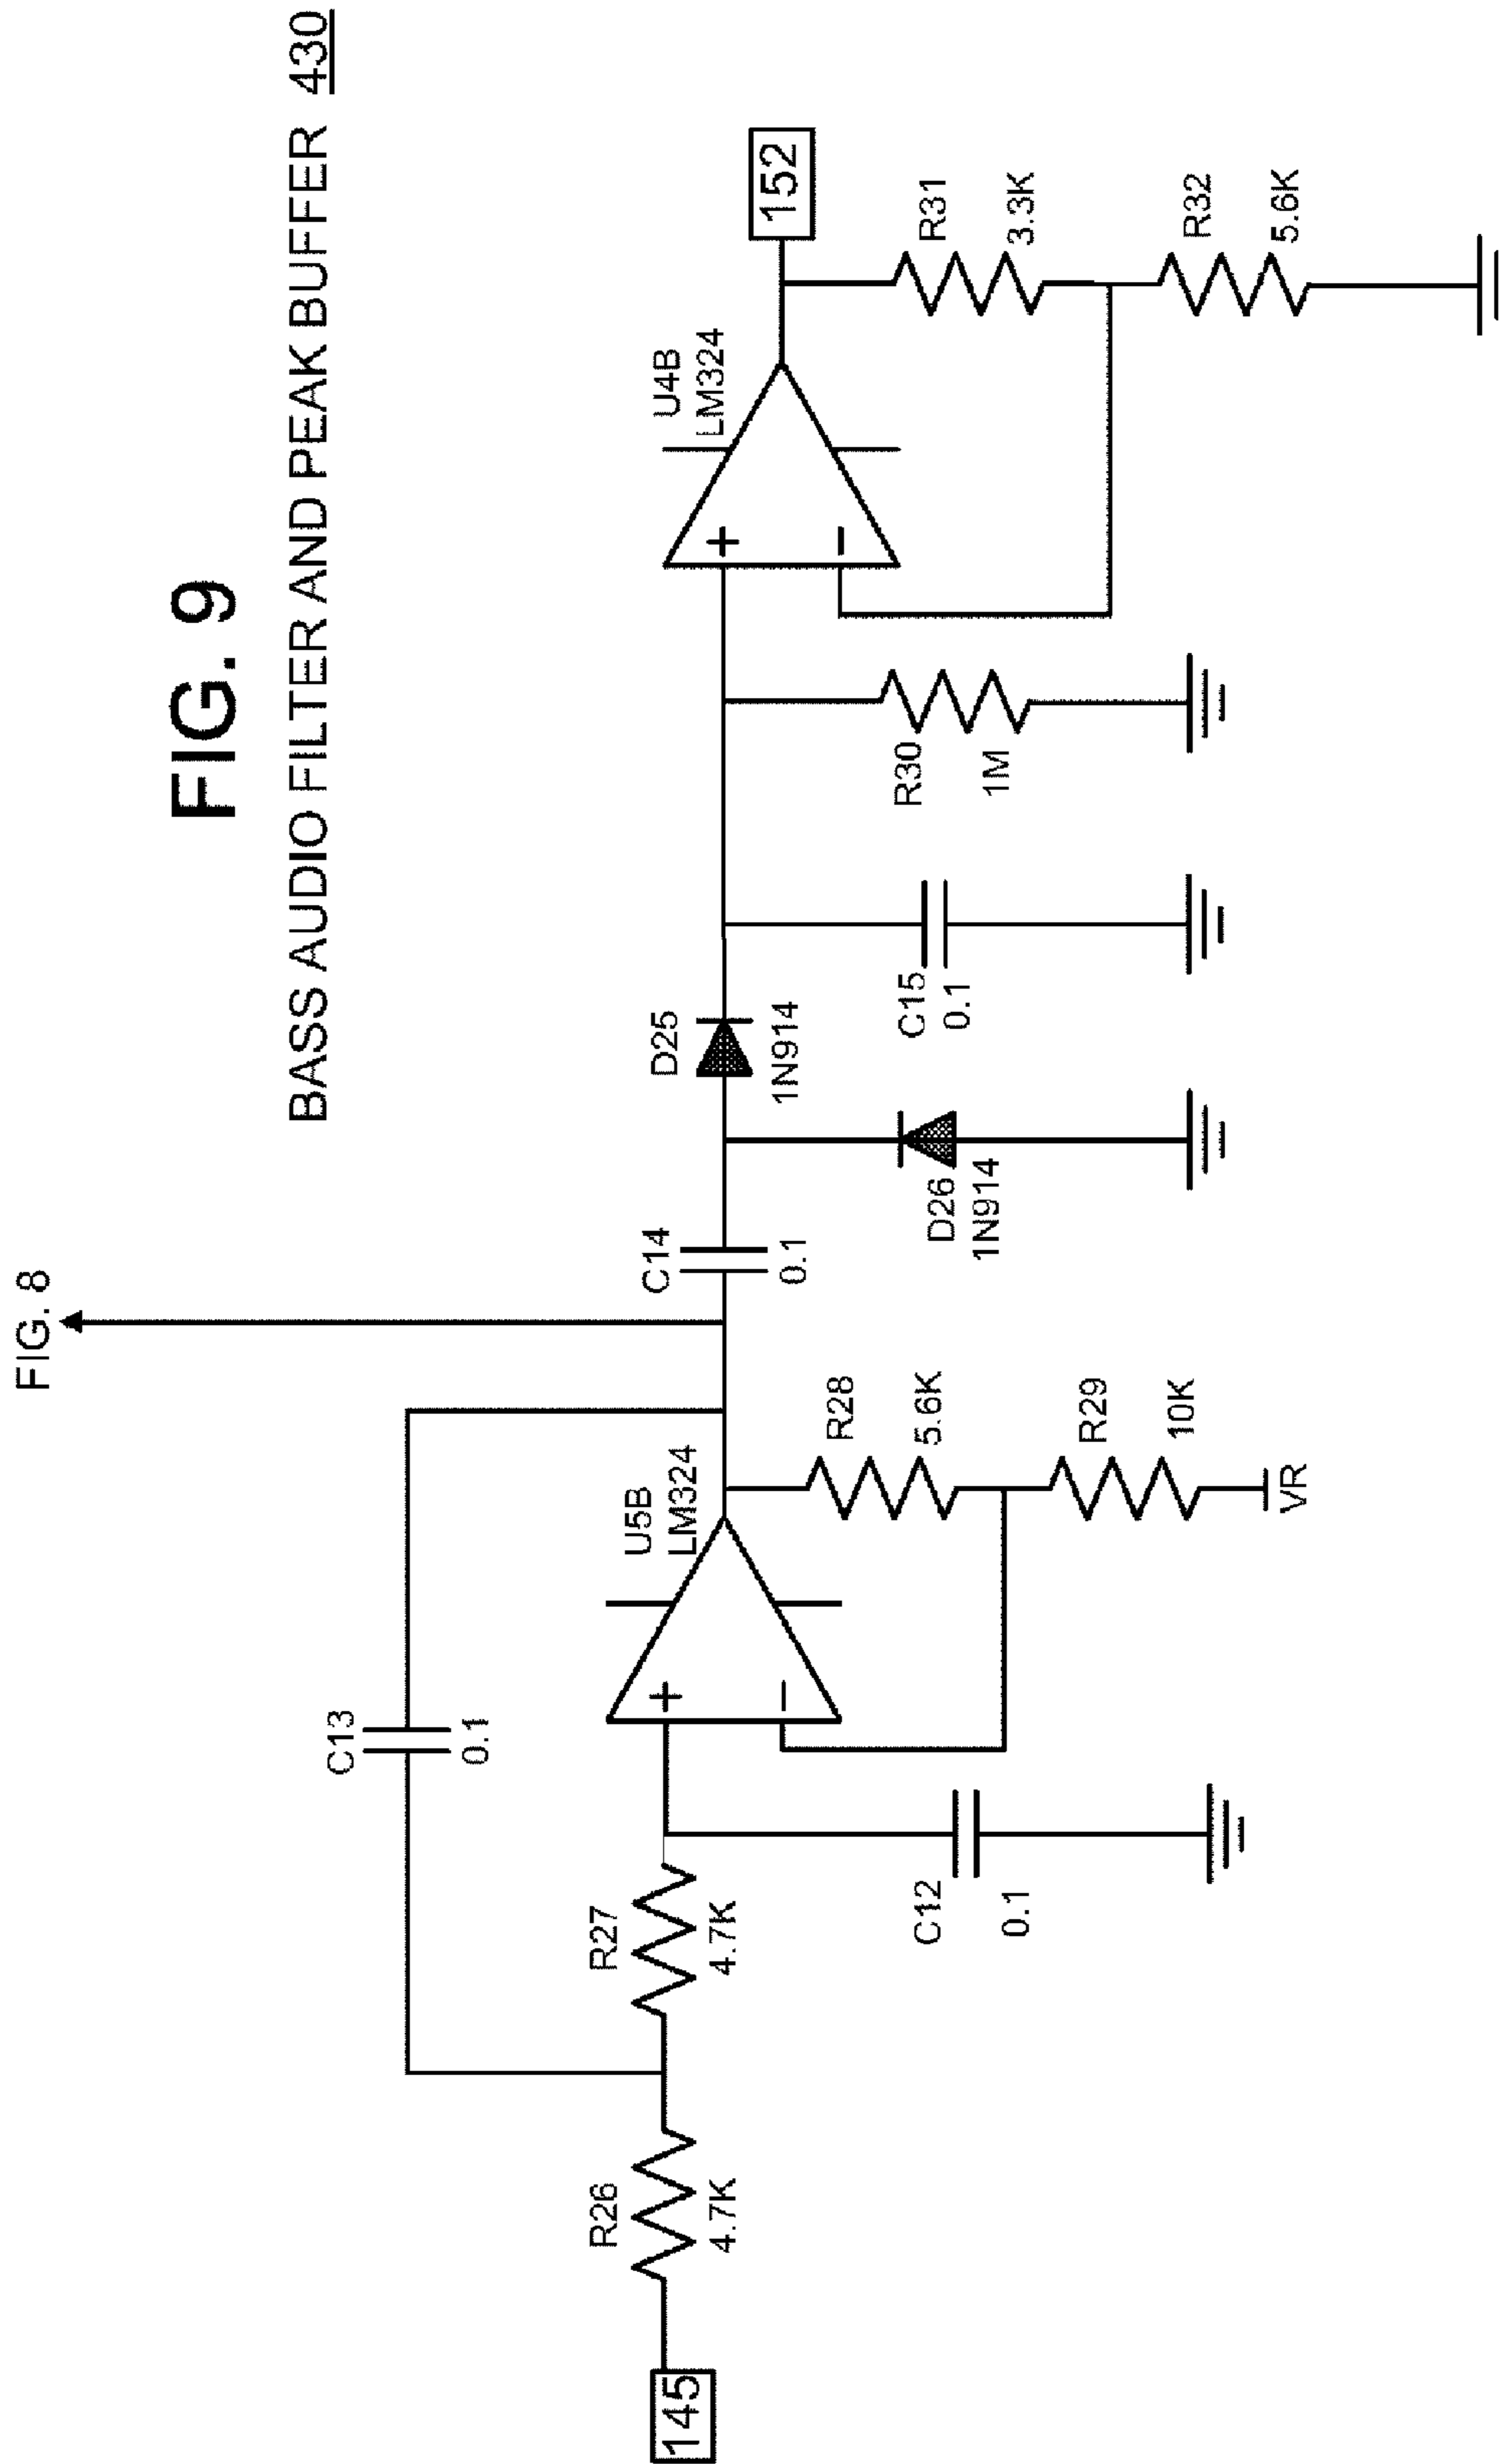 FIG. 9
BASS AUDIO FILTER AND PEAK BUFFER 430
FIG. 8
145
R26
4.7K
R27
4.7K
C13
0.1
C12
0.1
U5B
LM324
+
−
R28
5.6K
R29
10K
VR
C14
0.1
D26
1N914
D25
1N914
C15
0.1
R30
1M
U4B
LM324
+
−
152
R31
3.3K
R32
5.6K